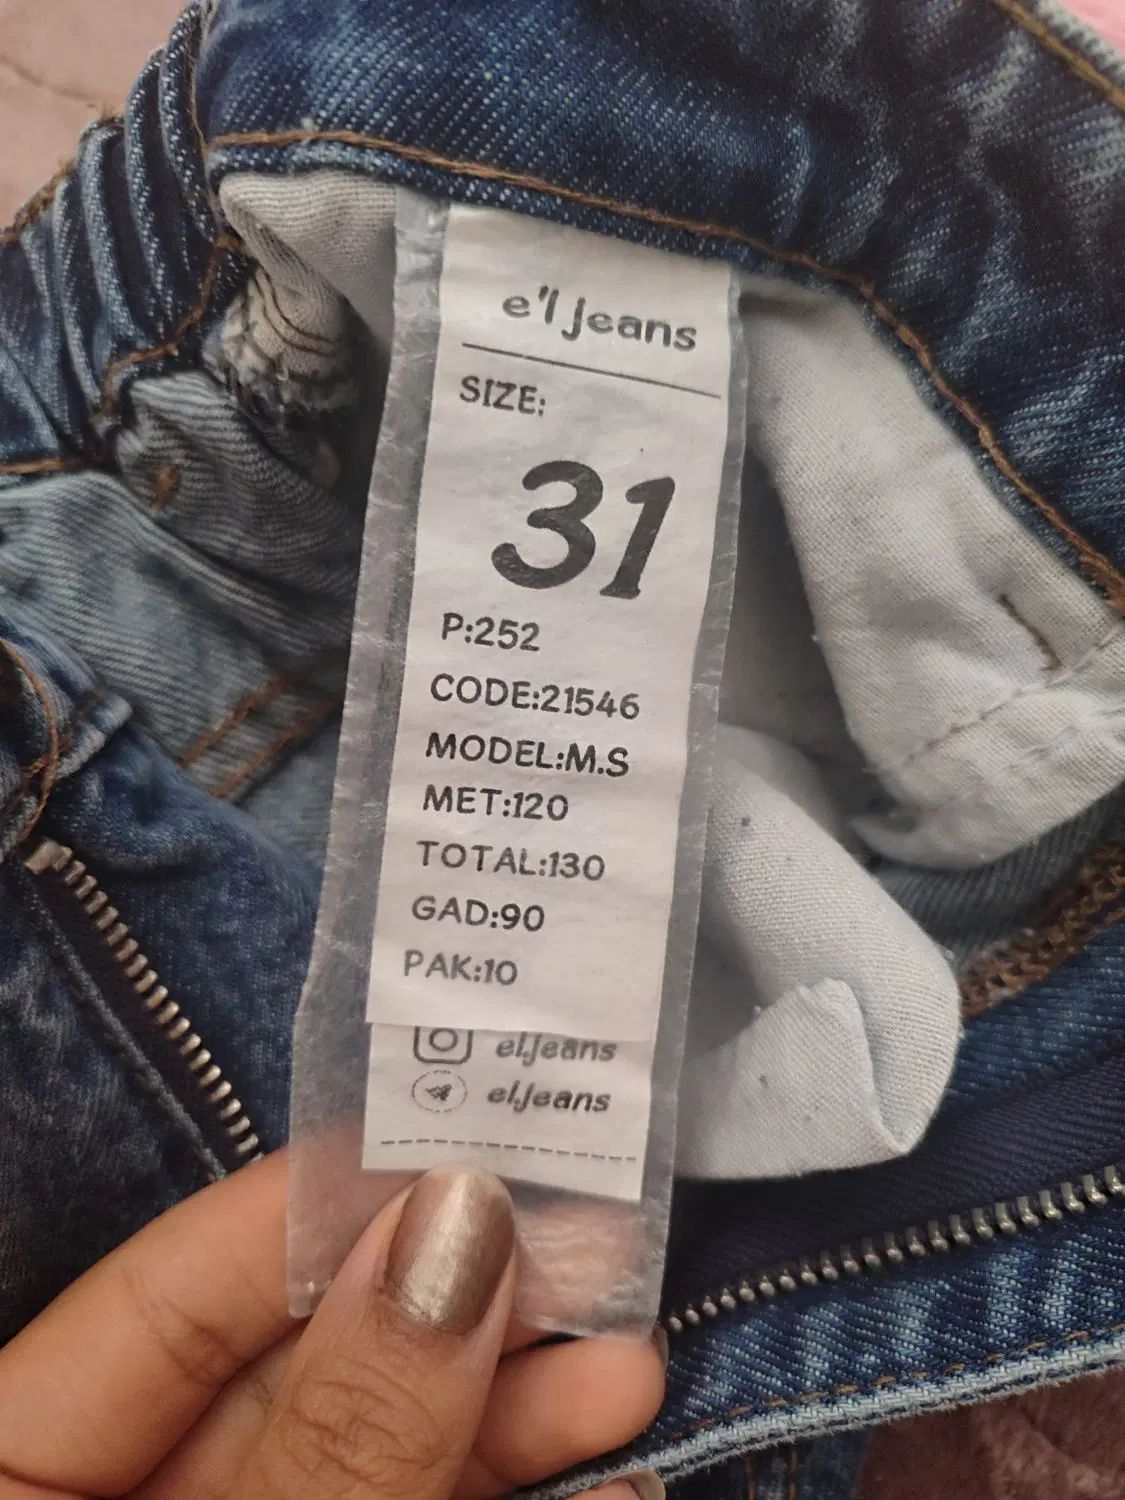 e'l jeans
SIZE:
31
P:252
CODE:21546
MODEL:M.S
MET:120
TOTAL:130
GAD:90
PAK:10
el.jeans
el.jeans